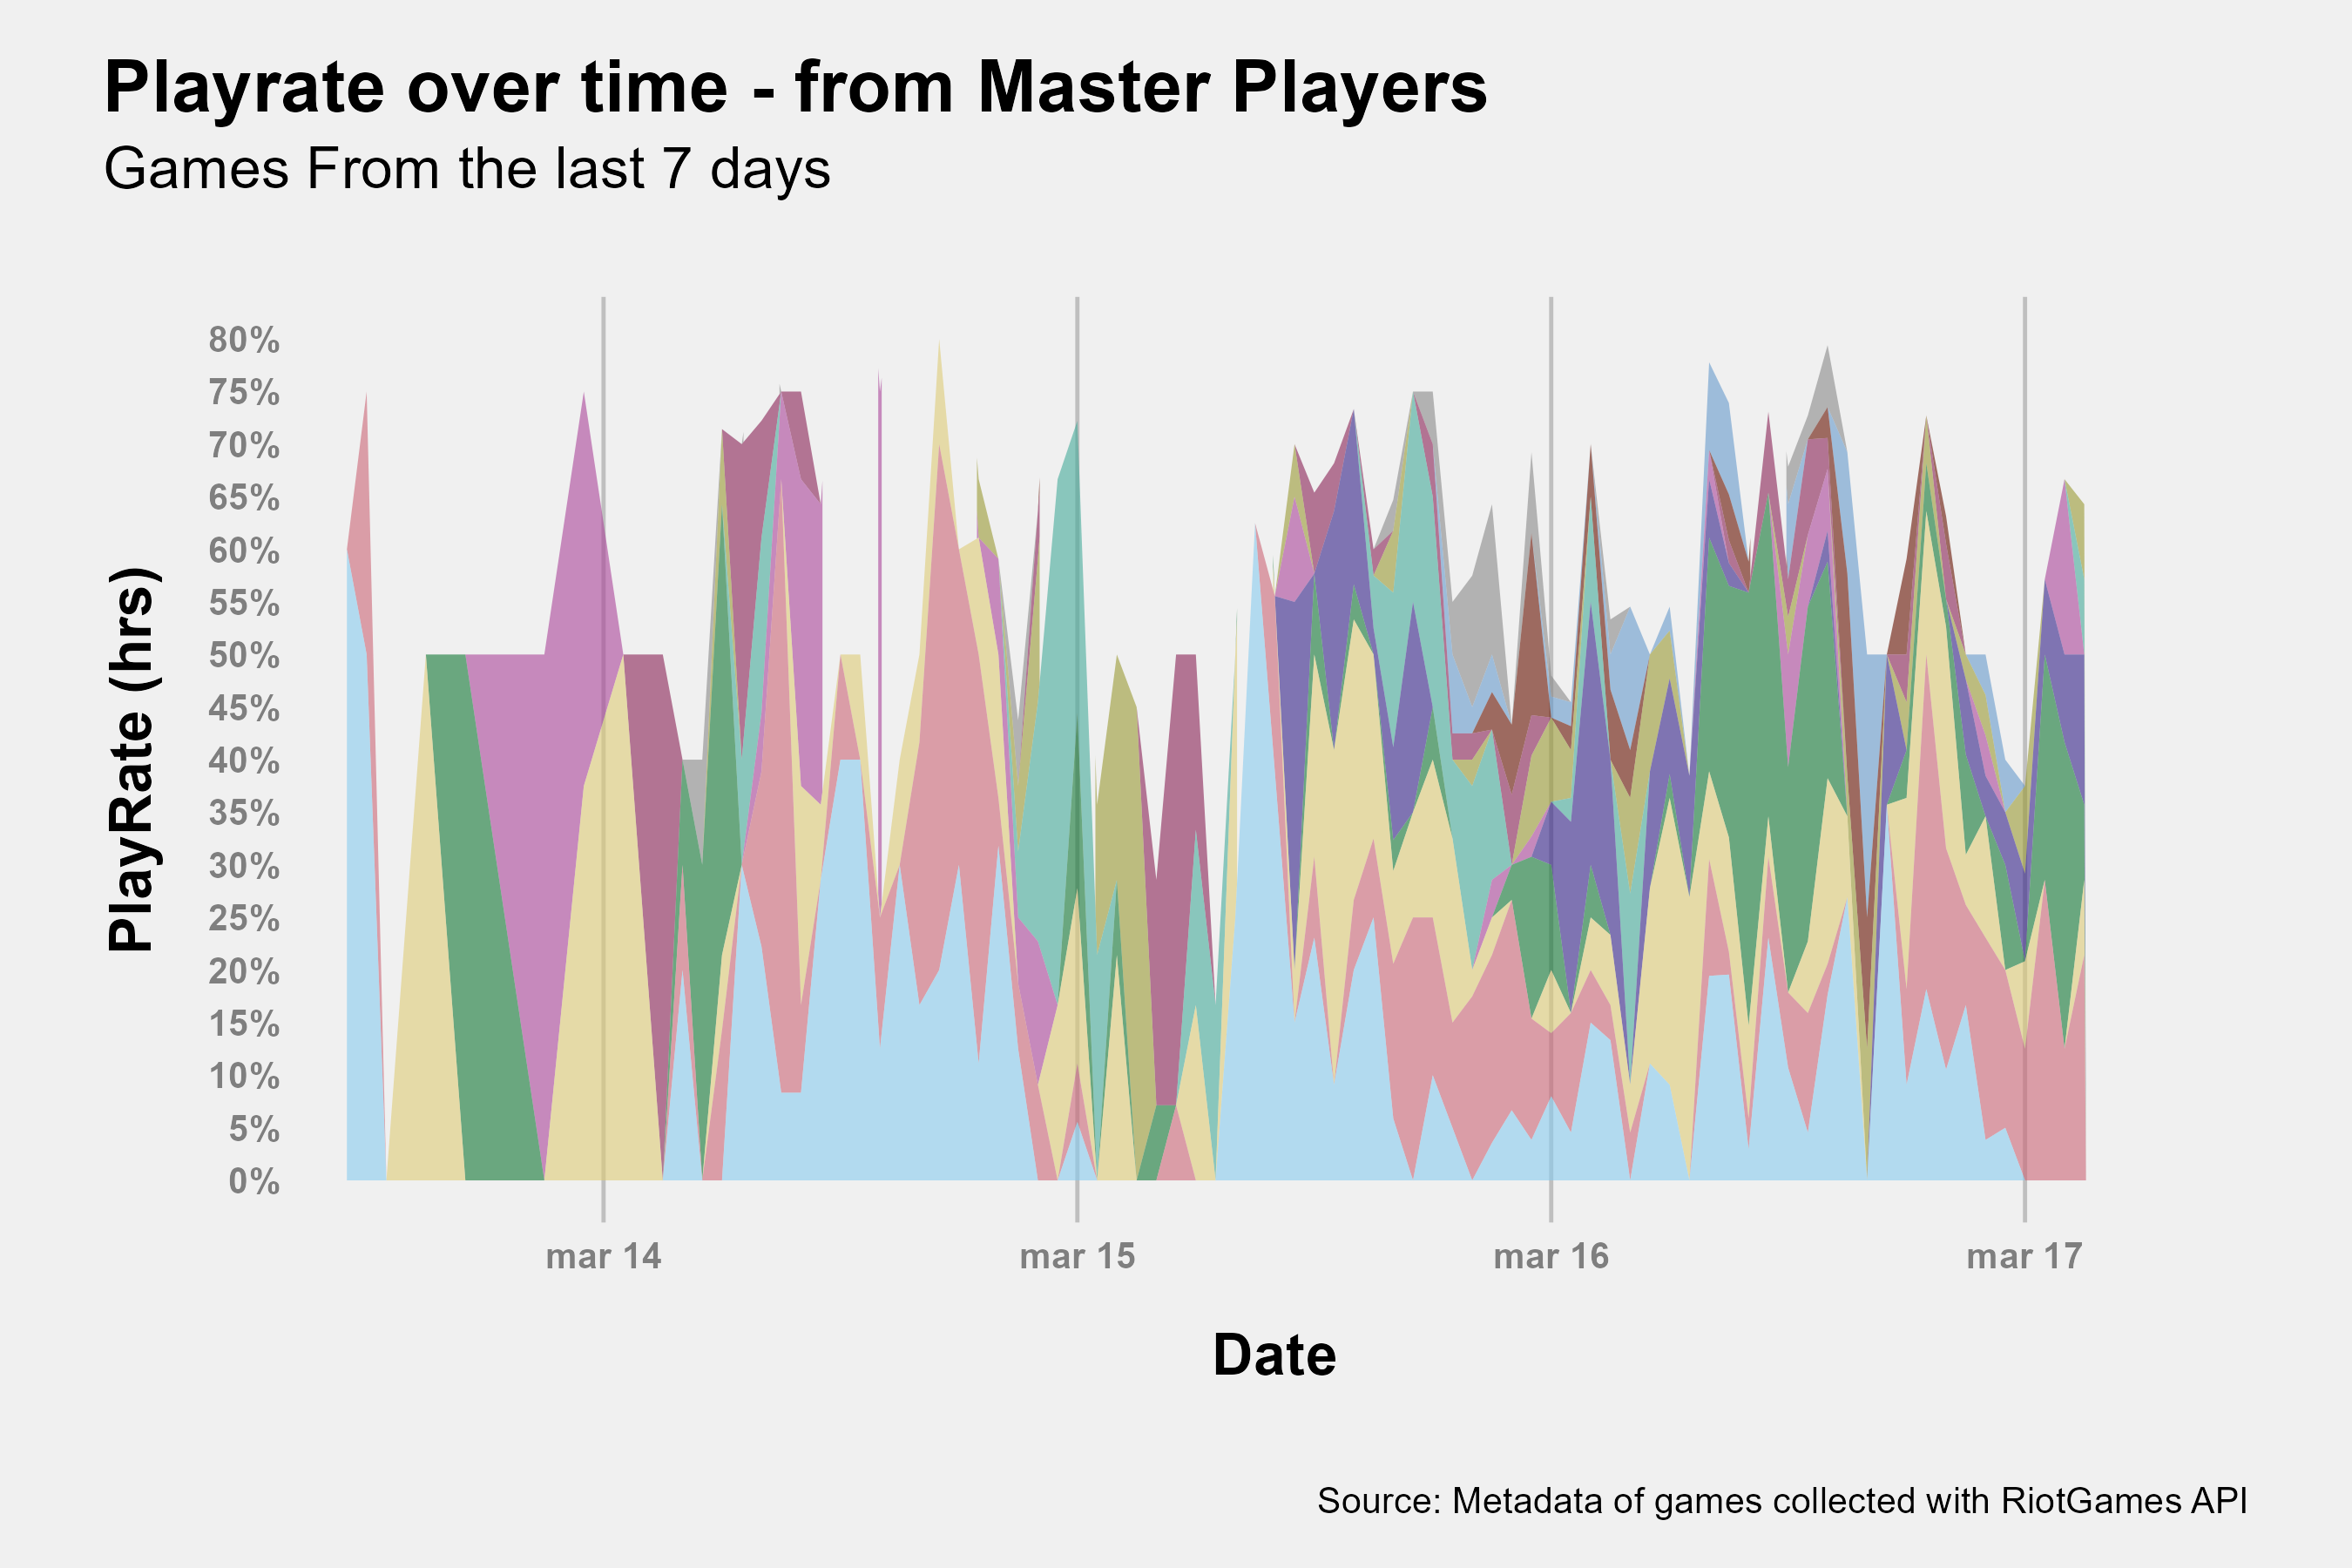 Playrate over time - from Master Players
Games From the last 7 days
80%
75%
70%
65%
60%
55%
50%
45%
40%
35%
30%
25%
20%
15%
10%
5%
0%
PlayRate (hrs)
mar 14
mar 15
mar 16
mar 17
Date
Source: Metadata of games collected with RiotGames API